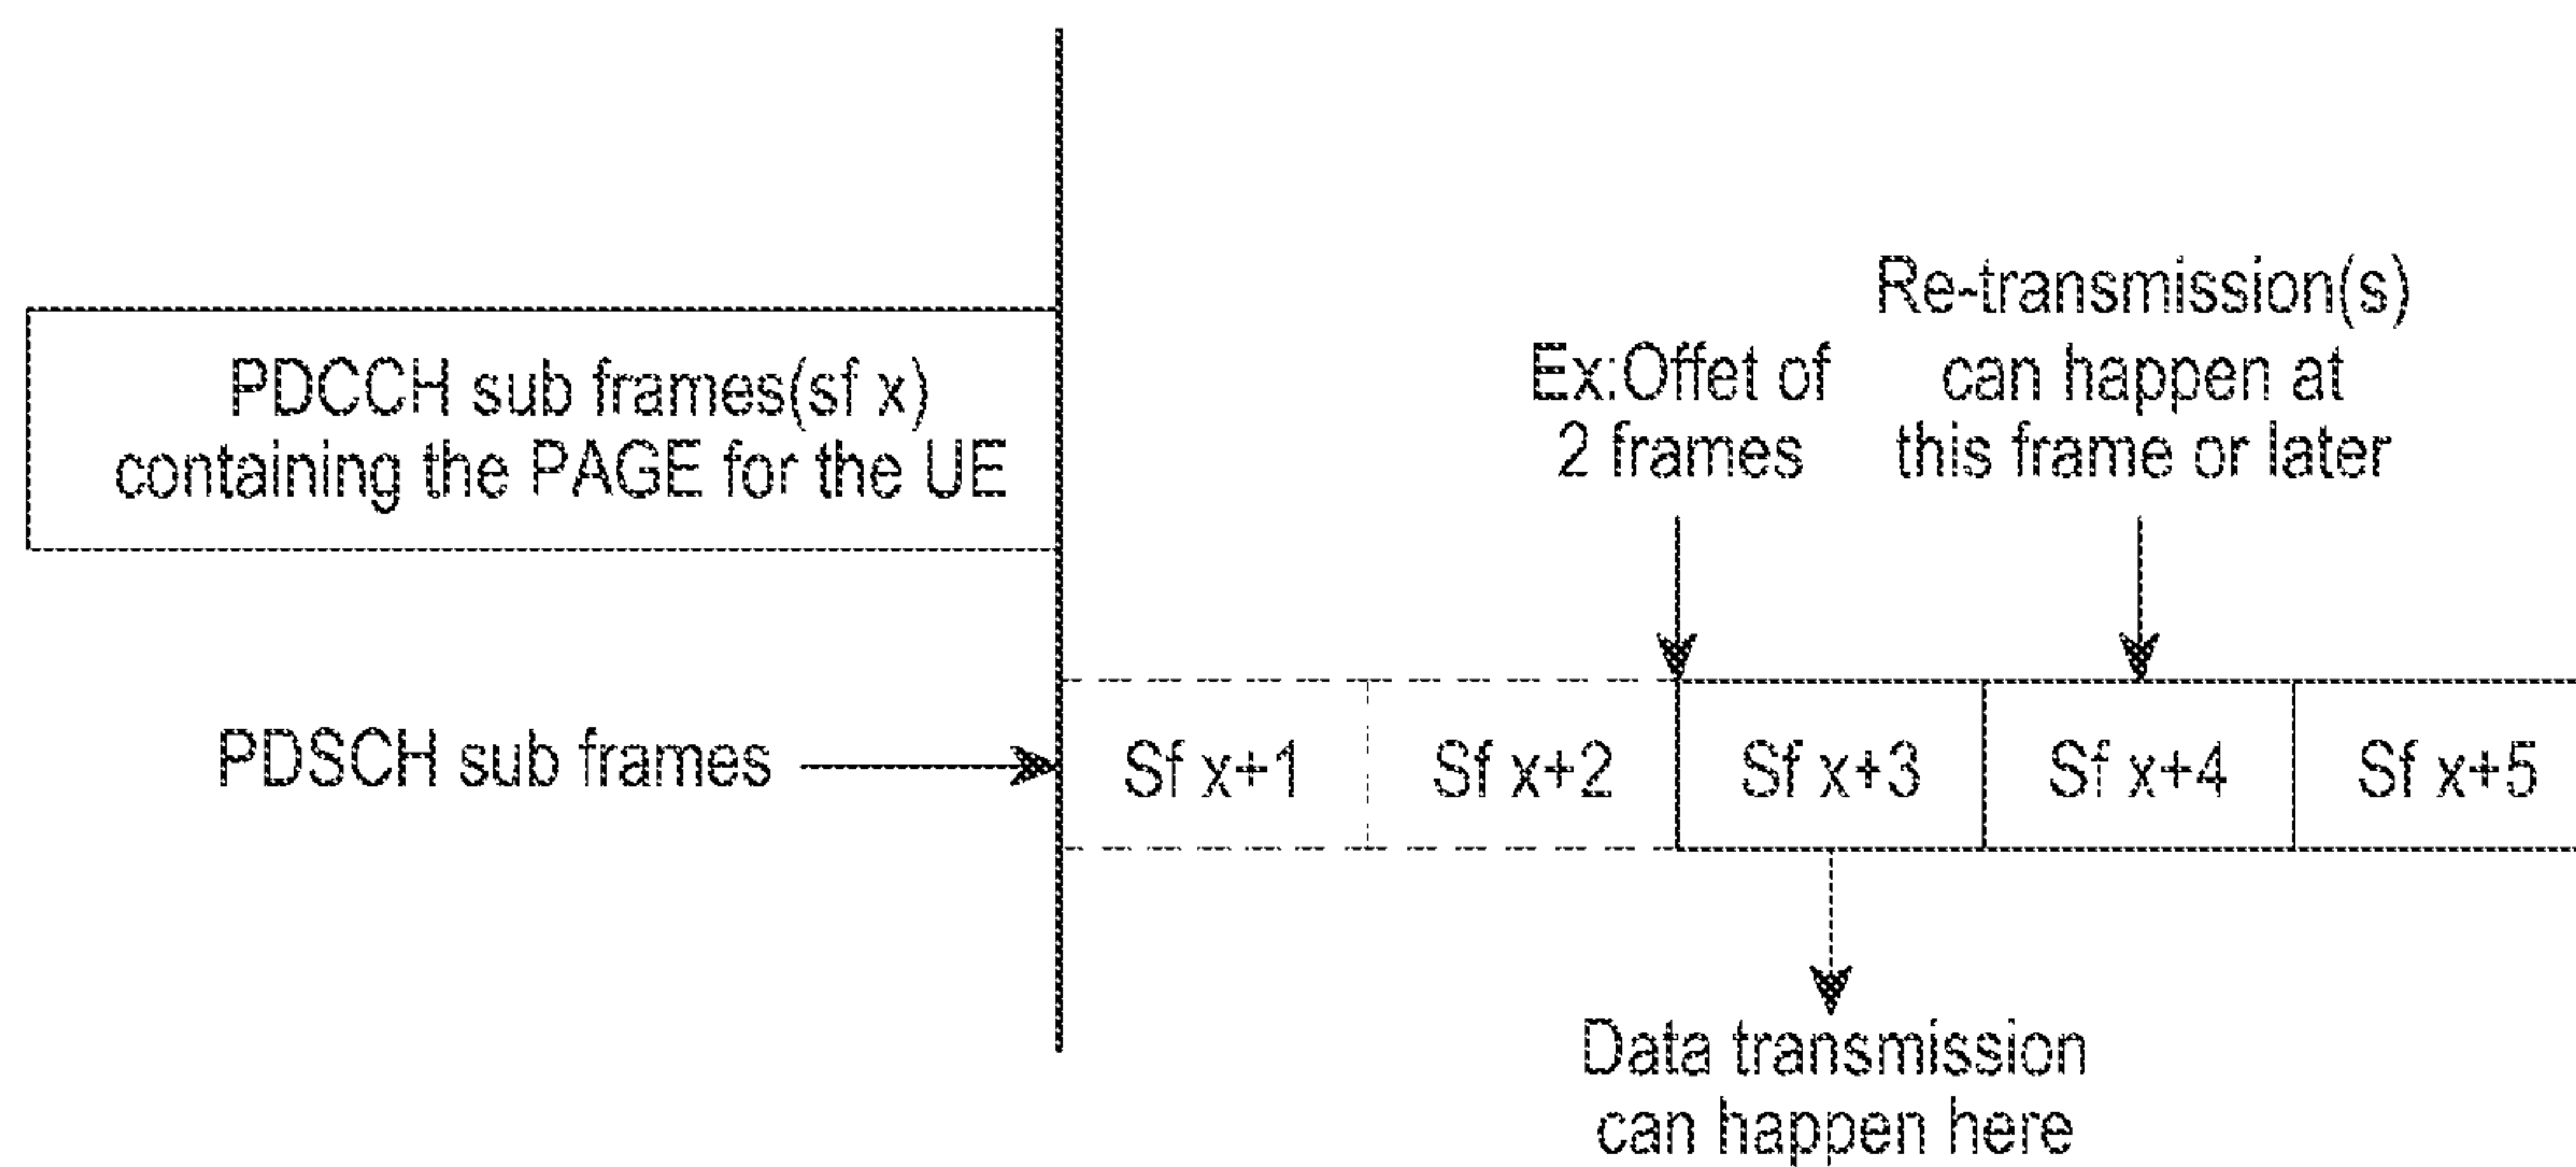 PDCCH sub frames(sf x)
containing the PAGE for the UE
Ex:Offet of
2 frames
Re-transmission(s)
can happen at
this frame or later
PDSCH sub frames
Sf x+1
Sf x+2
Sf x+3
Sf x+4
Sf x+5
Data transmission
can happen here